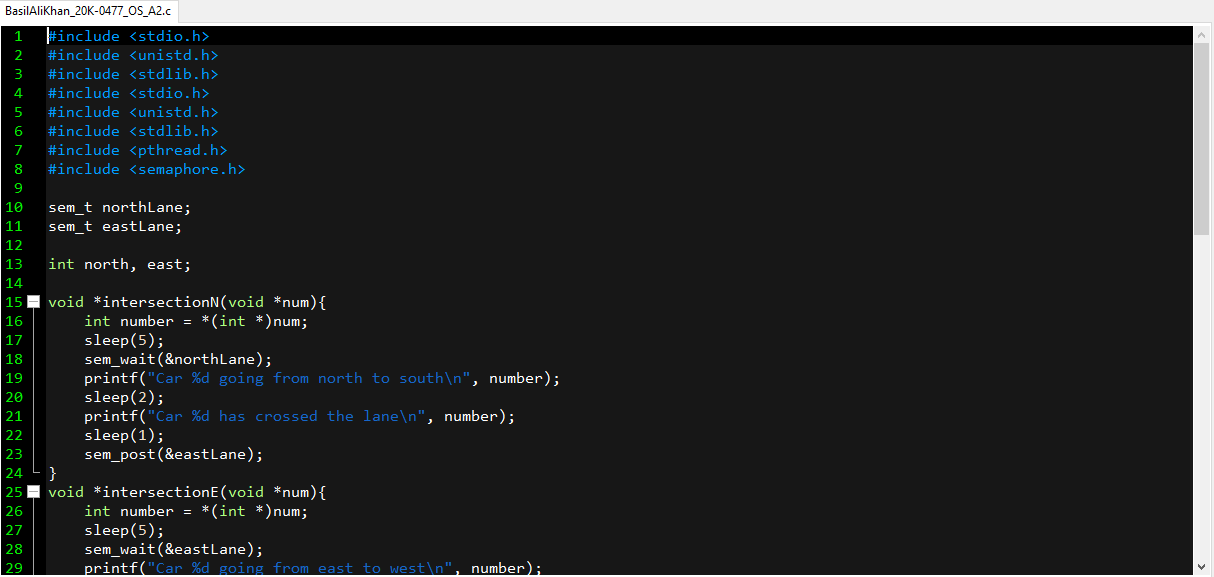 BasilAliKhan_20K-0477_OS_A2.c
1 #include <stdio.h>
2 #include <unistd.h>
3 #include <stdlib.h>
4 #include <stdio.h>
5 #include <unistd.h>
6 #include <stdlib.h>
7 #include <pthread.h>
8 #include <semaphore.h>
9
10 sem_t northLane;
11 sem_t eastLane;
12
13 int north, east;
14
15 void *intersectionN(void *num){
16     int number = *(int *)num;
17     sleep(5);
18     sem_wait(&northLane);
19     printf("Car %d going from north to south\n", number);
20     sleep(2);
21     printf("Car %d has crossed the lane\n", number);
22     sleep(1);
23     sem_post(&eastLane);
24 }
25 void *intersectionE(void *num){
26     int number = *(int *)num;
27     sleep(5);
28     sem_wait(&eastLane);
29     printf("Car %d going from east to west\n", number);